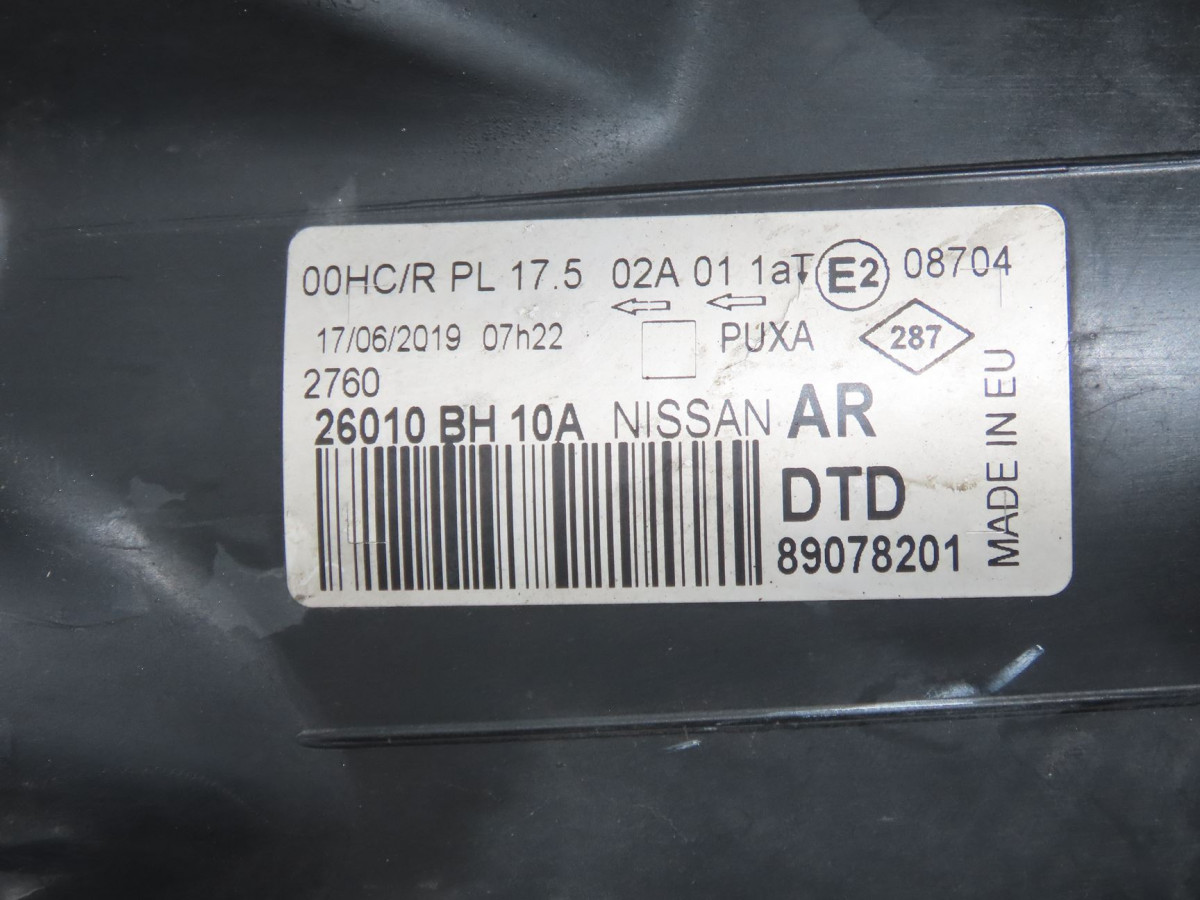 00HC/R PL 17.5 02A 01 1aT E2 08704
17/06/2019 07h22 PUXA 287
2760
26010 BH 10A NISSAN AR
DTD
89078201
MADE IN EU